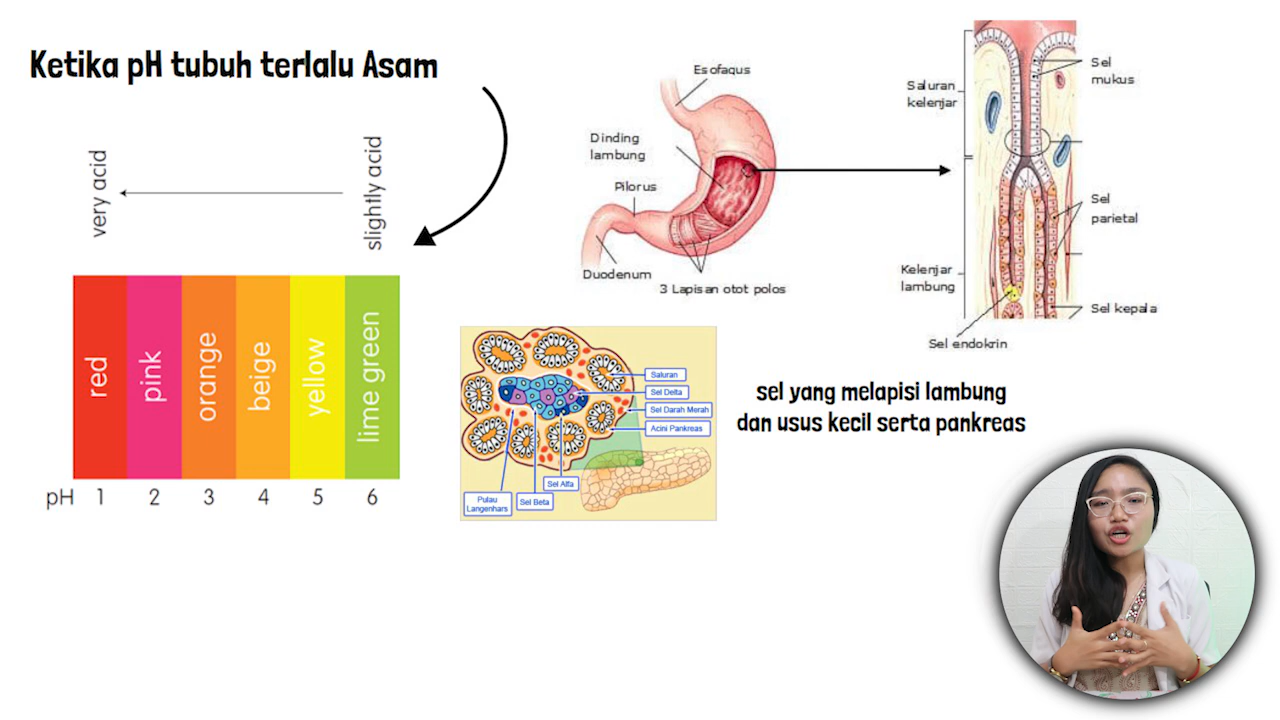 Ketika pH tubuh terlalu Asam
very acid
slightly acid
red
pink
orange
beige
yellow
lime green
pH 1 2 3 4 5 6
Esofagus
Dinding
lambung
Pilorus
Duodenum
3 Lapisan otot polos
Saluran
kelenjar
Sel
mukus
Sel
parietal
Kelenjar
lambung
Sel kepala
Sel endokrin
Saluran
Sel Delta
Sel Darah Merah
Acini Pankreas
Sel Alfa
Pulau
Langenhars
Sel Beta
sel yang melapisi lambung
dan usus kecil serta pankreas